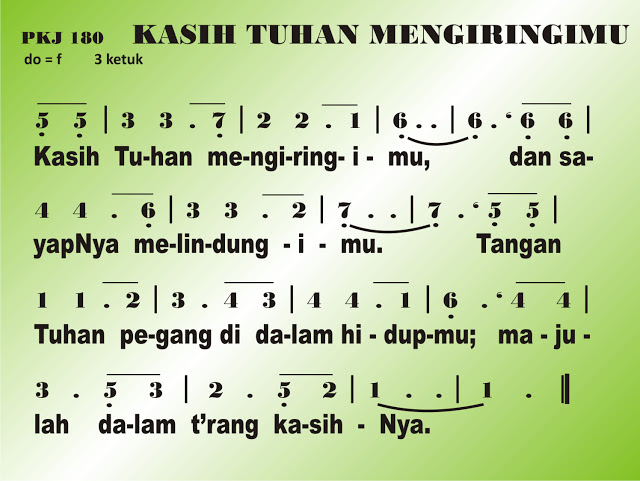 PKJ 180 KASIH TUHAN MENGIRINGIMU
do = f 3 ketuk
5̣ 5̣ | 3 3 . 7̣ | 2 2 . 1 | 6̣ . . | 6̣ . ‘ 6̣ 6̣ |
Kasih Tu-han me-ngi-ring- i - mu, dan sa-
4 4 . 6̣ | 3 3 . 2 | 7̣ . . | 7̣ . ‘ 5̣ 5̣ |
yapNya me-lin-dung - i - mu. Tangan
1 1 . 2 | 3 . 4 3 | 4 4 . 1 | 6̣ . ‘ 4 4 |
Tuhan pe-gang di da-lam hi - dup-mu; ma - ju -
3 . 5̣ 3 | 2 . 5̣ 2 | 1 . . | 1 . ‖
lah da-lam t’rang ka-sih - Nya.